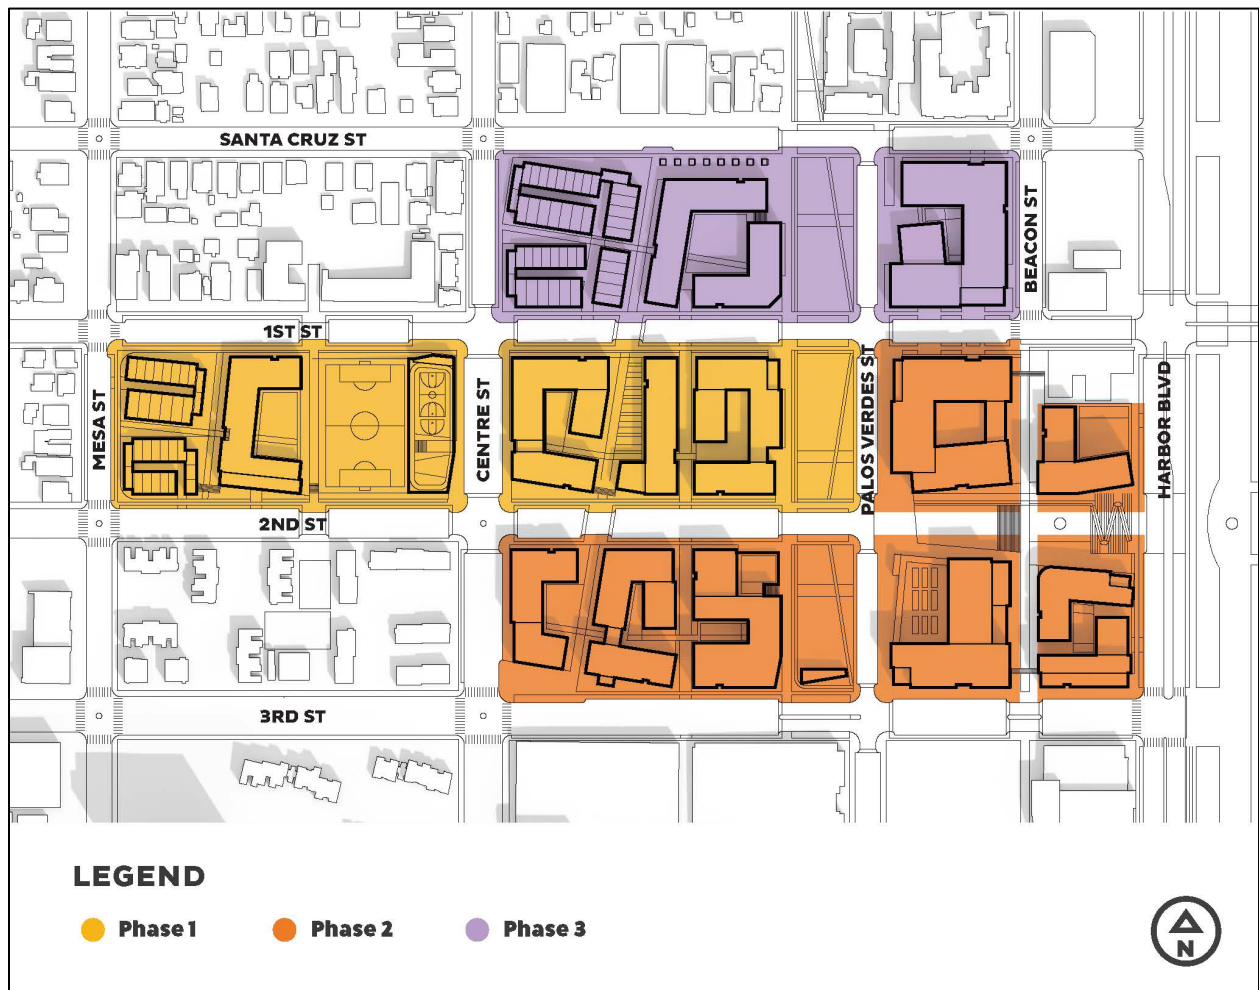 SANTA CRUZ ST
BEACON ST
1ST ST
MESA ST
CENTRE ST
PALOS VERDES ST
HARBOR BLVD
2ND ST
3RD ST
LEGEND
Phase 1
Phase 2
Phase 3
N